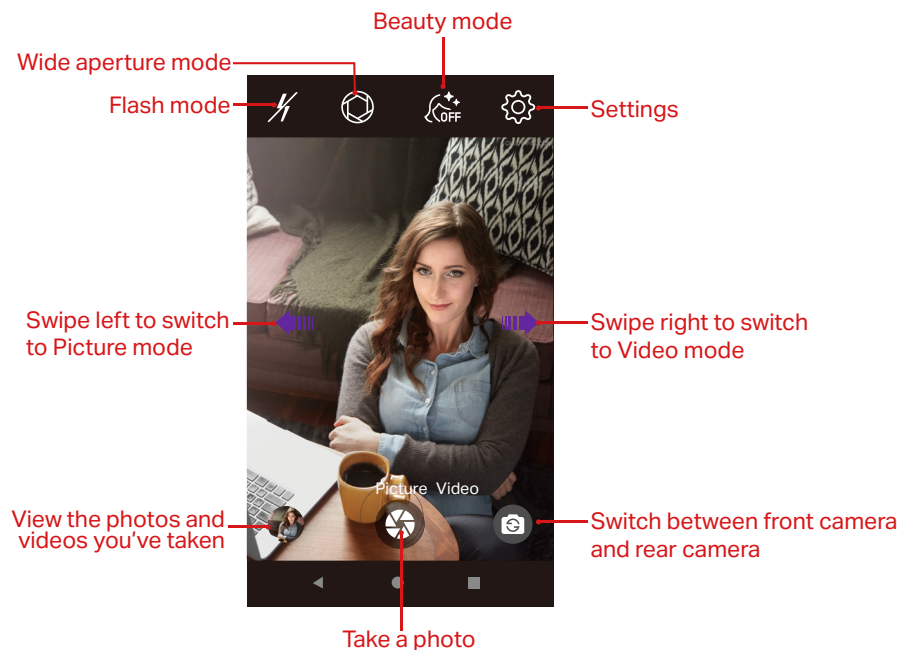 Beauty mode
Wide aperture mode
Flash mode
Settings
OFF
Swipe left to switch
to Picture mode
Swipe right to switch
to Video mode
Picture Video
View the photos and
videos you've taken
Switch between front camera
and rear camera
Take a photo